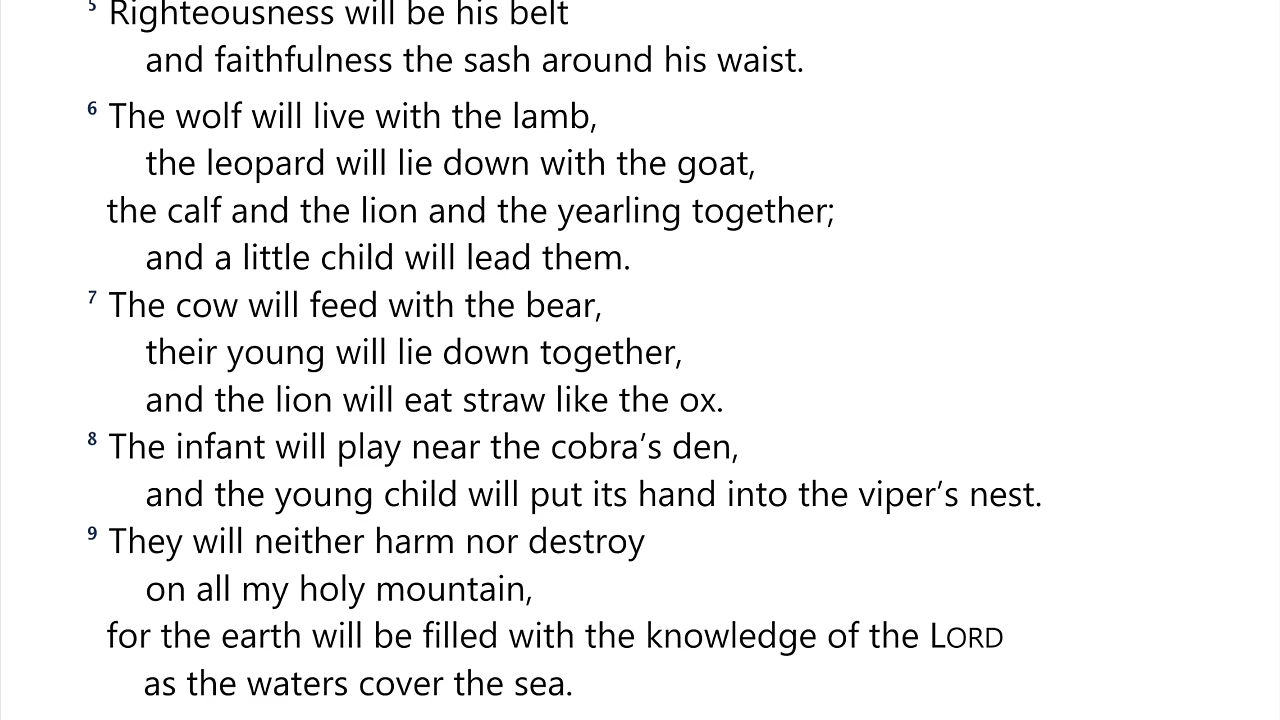 5 Righteousness will be his belt
and faithfulness the sash around his waist.
6 The wolf will live with the lamb,
the leopard will lie down with the goat,
the calf and the lion and the yearling together;
and a little child will lead them.
7 The cow will feed with the bear,
their young will lie down together,
and the lion will eat straw like the ox.
8 The infant will play near the cobra’s den,
and the young child will put its hand into the viper’s nest.
9 They will neither harm nor destroy
on all my holy mountain,
for the earth will be filled with the knowledge of the LORD
as the waters cover the sea.